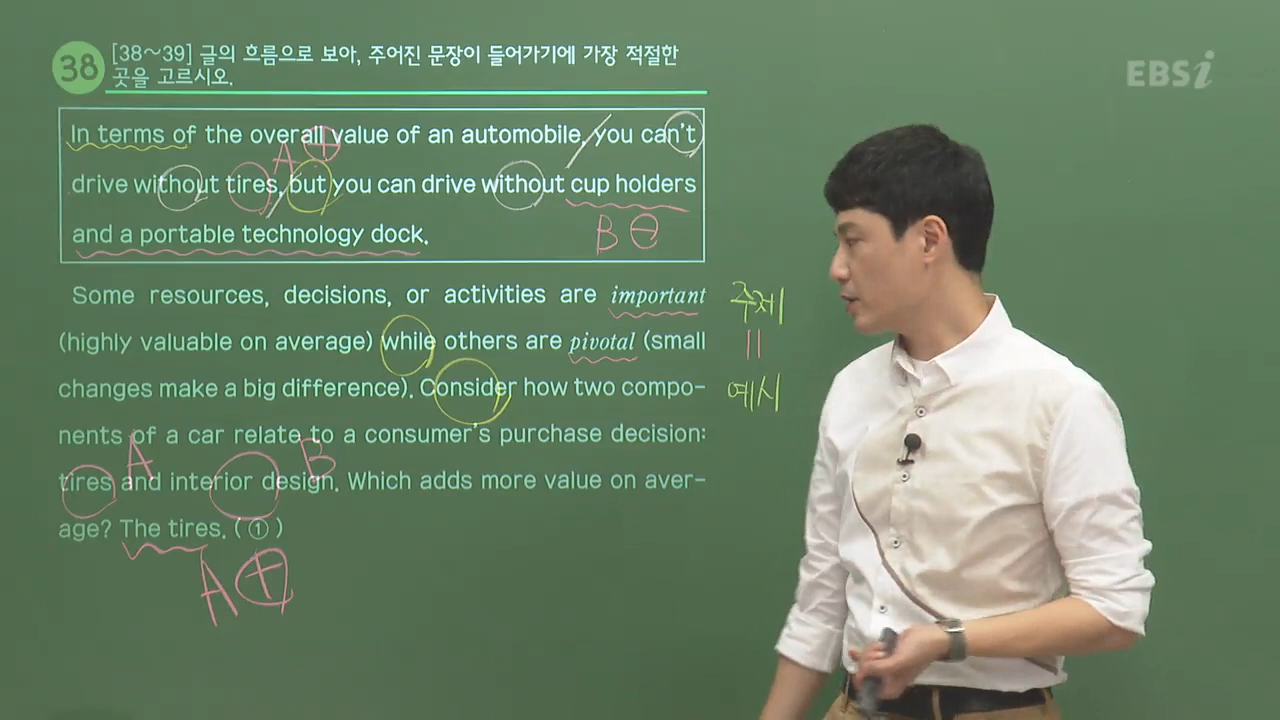 38 [38~39] 글의 흐름으로 보아, 주어진 문장이 들어가기에 가장 적절한
곳을 고르시오.
EBSi
In terms of the overall value of an automobile, you can't
A +
drive without tires, but you can drive without cup holders
and a portable technology dock.
B ⊖
Some resources, decisions, or activities are important
주제
(highly valuable on average) while others are pivotal (small
||
changes make a big difference). Consider how two compo-
예시
nents of a car relate to a consumer's purchase decision:
A B
tires and interior design. Which adds more value on aver-
age? The tires. ( ① )
A ⊕